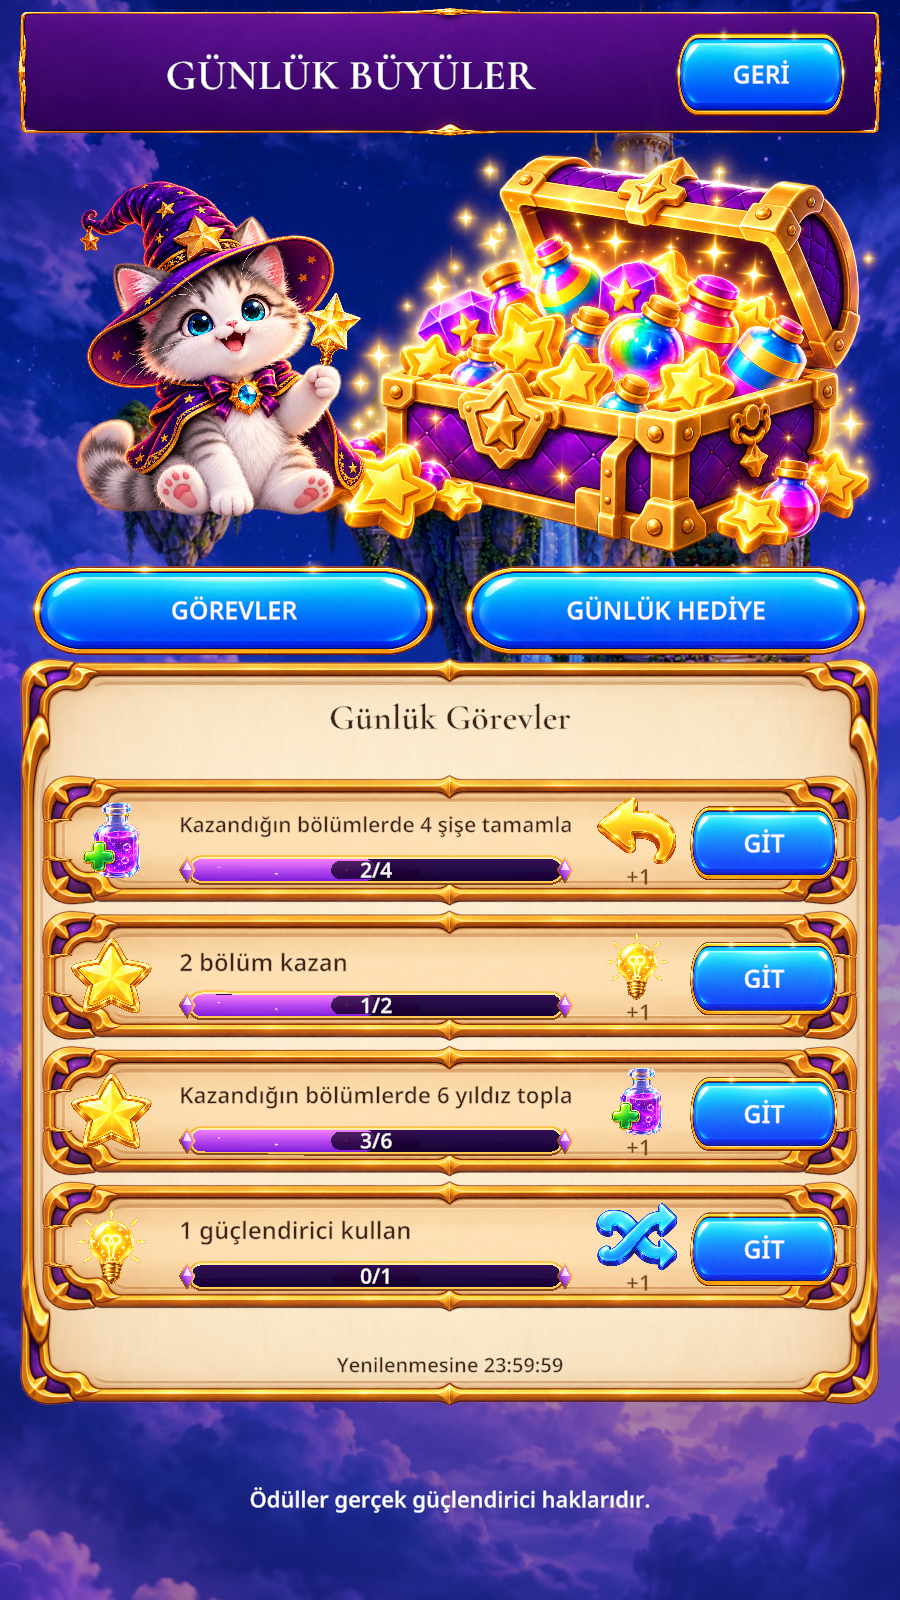 GÜNLÜK BÜYÜLER
GERİ
GÖREVLER
GÜNLÜK HEDİYE
Günlük Görevler
Kazandığın bölümlerde 4 şişe tamamla
2/4
+1
GİT
2 bölüm kazan
1/2
+1
GİT
Kazandığın bölümlerde 6 yıldız topla
3/6
+1
GİT
1 güçlendirici kullan
0/1
+1
GİT
Yenilenmesine 23:59:59
Ödüller gerçek güçlendirici haklarıdır.